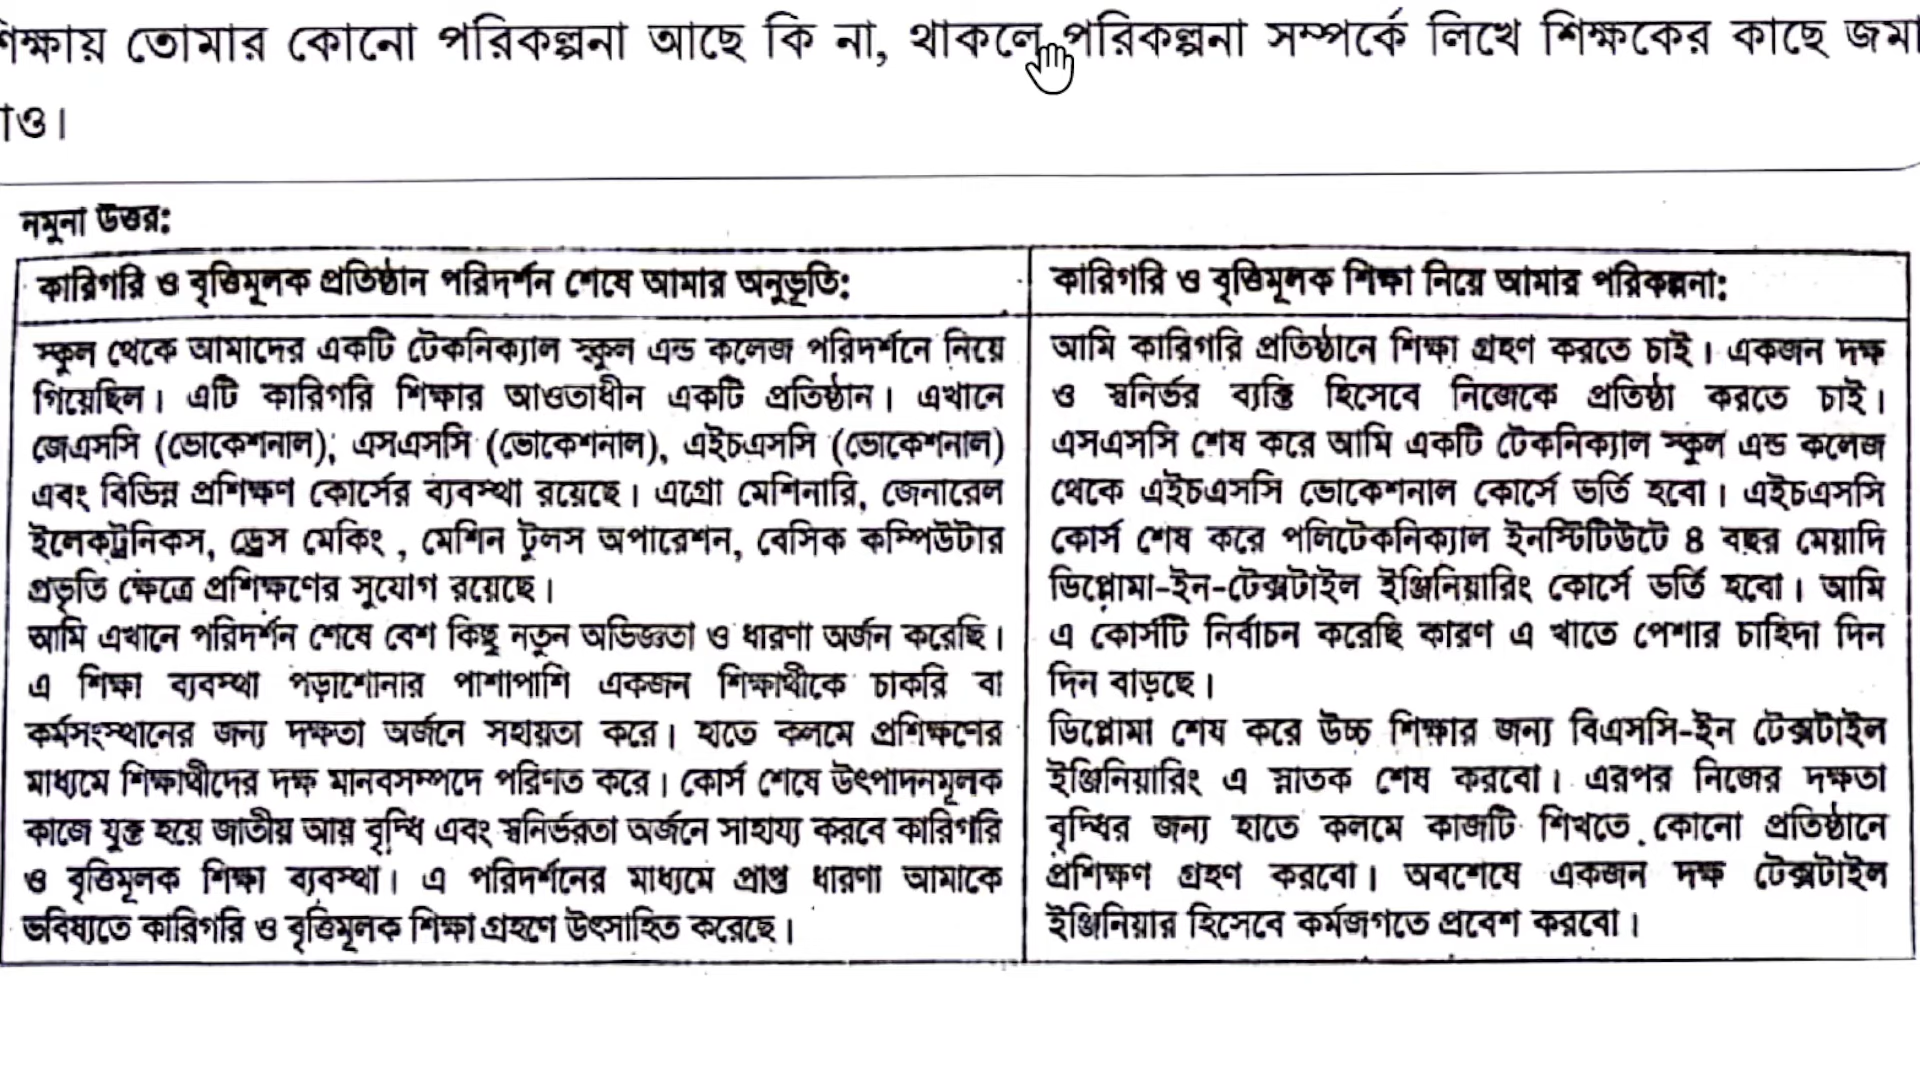 শিক্ষায় তোমার কোনো পরিকল্পনা আছে কি না, থাকলে পরিকল্পনা সম্পর্কে লিখে শিক্ষকের কাছে জমা
াও।
নমুনা উত্তর:
কারিগরি ও বৃত্তিমূলক প্রতিষ্ঠান পরিদর্শন শেষে আমার অনুভূতি:
স্কুল থেকে আমাদের একটি টেকনিক্যাল স্কুল এন্ড কলেজ পরিদর্শনে নিয়ে
গিয়েছিল। এটি কারিগরি শিক্ষার আওতাধীন একটি প্রতিষ্ঠান। এখানে
জেএসসি (ভোকেশনাল), এসএসসি (ভোকেশনাল), এইচএসসি (ভোকেশনাল)
এবং বিভিন্ন প্রশিক্ষণ কোর্সের ব্যবস্থা রয়েছে। এগ্রো মেশিনারি, জেনারেল
ইলেকট্রনিকস, ড্রেস মেকিং , মেশিন টুলস অপারেশন, বেসিক কম্পিউটার
প্রভৃতি ক্ষেত্রে প্রশিক্ষণের সুযোগ রয়েছে।
আমি এখানে পরিদর্শন শেষে বেশ কিছু নতুন অভিজ্ঞতা ও ধারণা অর্জন করেছি।
এ শিক্ষা ব্যবস্থা পড়াশোনার পাশাপাশি একজন শিক্ষার্থীকে চাকরি বা
কর্মসংস্থানের জন্য দক্ষতা অর্জনে সহায়তা করে। হাতে কলমে প্রশিক্ষণের
মাধ্যমে শিক্ষার্থীদের দক্ষ মানবসম্পদে পরিণত করে। কোর্স শেষে উৎপাদনমূলক
কাজে যুক্ত হয়ে জাতীয় আয় বৃদ্ধি এবং স্বনির্ভরতা অর্জনে সাহায্য করবে কারিগরি
ও বৃত্তিমূলক শিক্ষা ব্যবস্থা। এ পরিদর্শনের মাধ্যমে প্রাপ্ত ধারণা আমাকে
ভবিষ্যতে কারিগরি ও বৃত্তিমূলক শিক্ষা গ্রহণে উৎসাহিত করেছে।
কারিগরি ও বৃত্তিমূলক শিক্ষা নিয়ে আমার পরিকল্পনা:
আমি কারিগরি প্রতিষ্ঠানে শিক্ষা গ্রহণ করতে চাই। একজন দক্ষ
ও স্বনির্ভর ব্যক্তি হিসেবে নিজেকে প্রতিষ্ঠা করতে চাই।
এসএসসি শেষ করে আমি একটি টেকনিক্যাল স্কুল এন্ড কলেজ
থেকে এইচএসসি ভোকেশনাল কোর্সে ভর্তি হবো। এইচএসসি
কোর্স শেষ করে পলিটেকনিক্যাল ইনস্টিটিউটে ৪ বছর মেয়াদি
ডিপ্লোমা-ইন-টেক্সটাইল ইঞ্জিনিয়ারিং কোর্সে ভর্তি হবো। আমি
এ কোর্সটি নির্বাচন করেছি কারণ এ খাতে পেশার চাহিদা দিন
দিন বাড়ছে।
ডিপ্লোমা শেষ করে উচ্চ শিক্ষার জন্য বিএসসি-ইন টেক্সটাইল
ইঞ্জিনিয়ারিং এ স্নাতক শেষ করবো। এরপর নিজের দক্ষতা
বৃদ্ধির জন্য হাতে কলমে কাজটি শিখতে কোনো প্রতিষ্ঠানে
প্রশিক্ষণ গ্রহণ করবো। অবশেষে একজন দক্ষ টেক্সটাইল
ইঞ্জিনিয়ার হিসেবে কর্মজগতে প্রবেশ করবো।